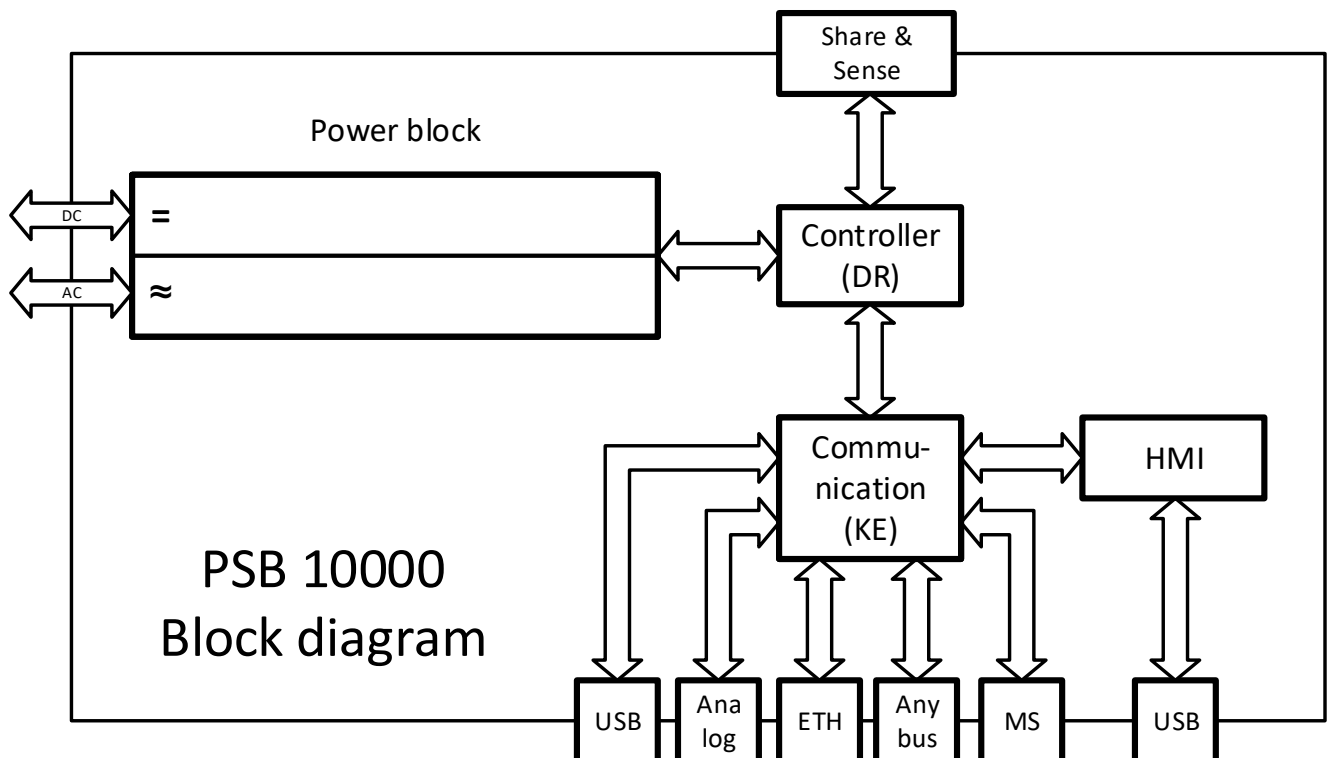 Share &
Sense
Power block
DC
=
AC
≈
Controller
(DR)
Commu-
nication
(KE)
HMI
PSB 10000
Block diagram
USB
Ana
log
ETH
Any
bus
MS
USB